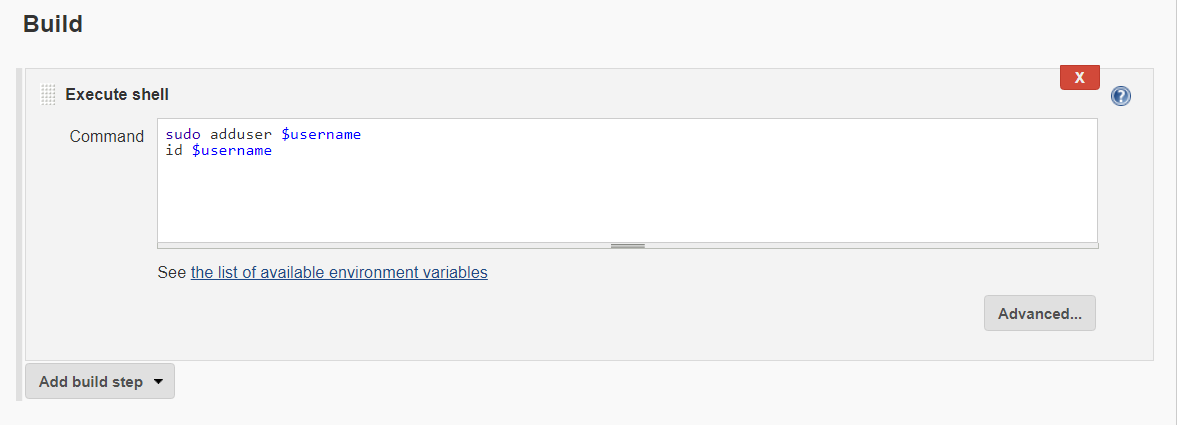 Build
X
Execute shell
?
Command
sudo adduser $username
id $username
See the list of available environment variables
Advanced...
Add build step